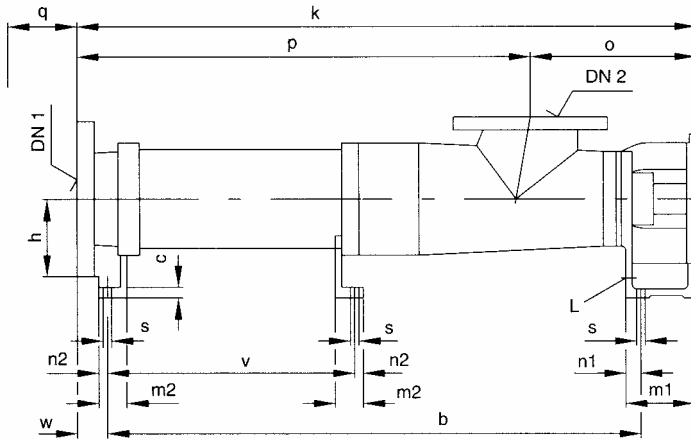 q k
p o
DN 2
DN 1
h
c
L
s s s
n2 v n2 n1
m2 m2 m1
w b